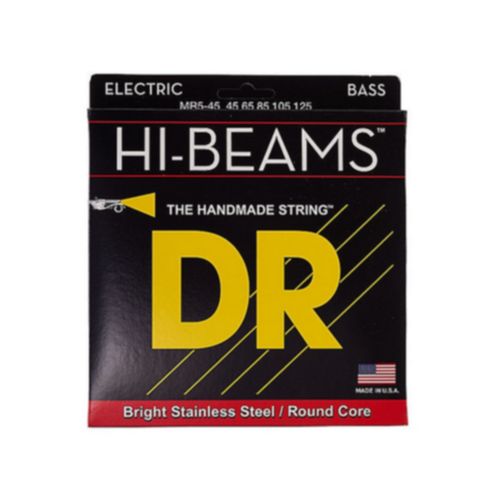 ELECTRIC BASS
MR5-45 45 65 85 105 125
HI-BEAMS™
THE HANDMADE STRING™
DR
MADE IN U.S.A.
Bright Stainless Steel / Round Core